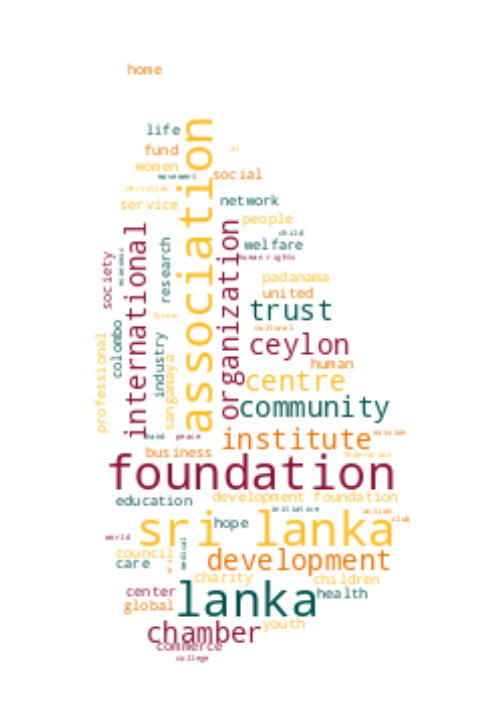 home
life
association
fund
al
women
movement
social
christian
service
network
people
child
international
organization
welfare
research
human rights
society
economic
padanama
united
trust
forum
cultural
colombo
industry
professional
ceylon
sangamaya
human
centre
community
institute
mission
hand
peace
business
federation
foundation
education
development foundation
initiative
action
club
sri lanka
hope
world
council
medical
care
development
charity
children
center
lanka
health
global
youth
chamber
commerce
college